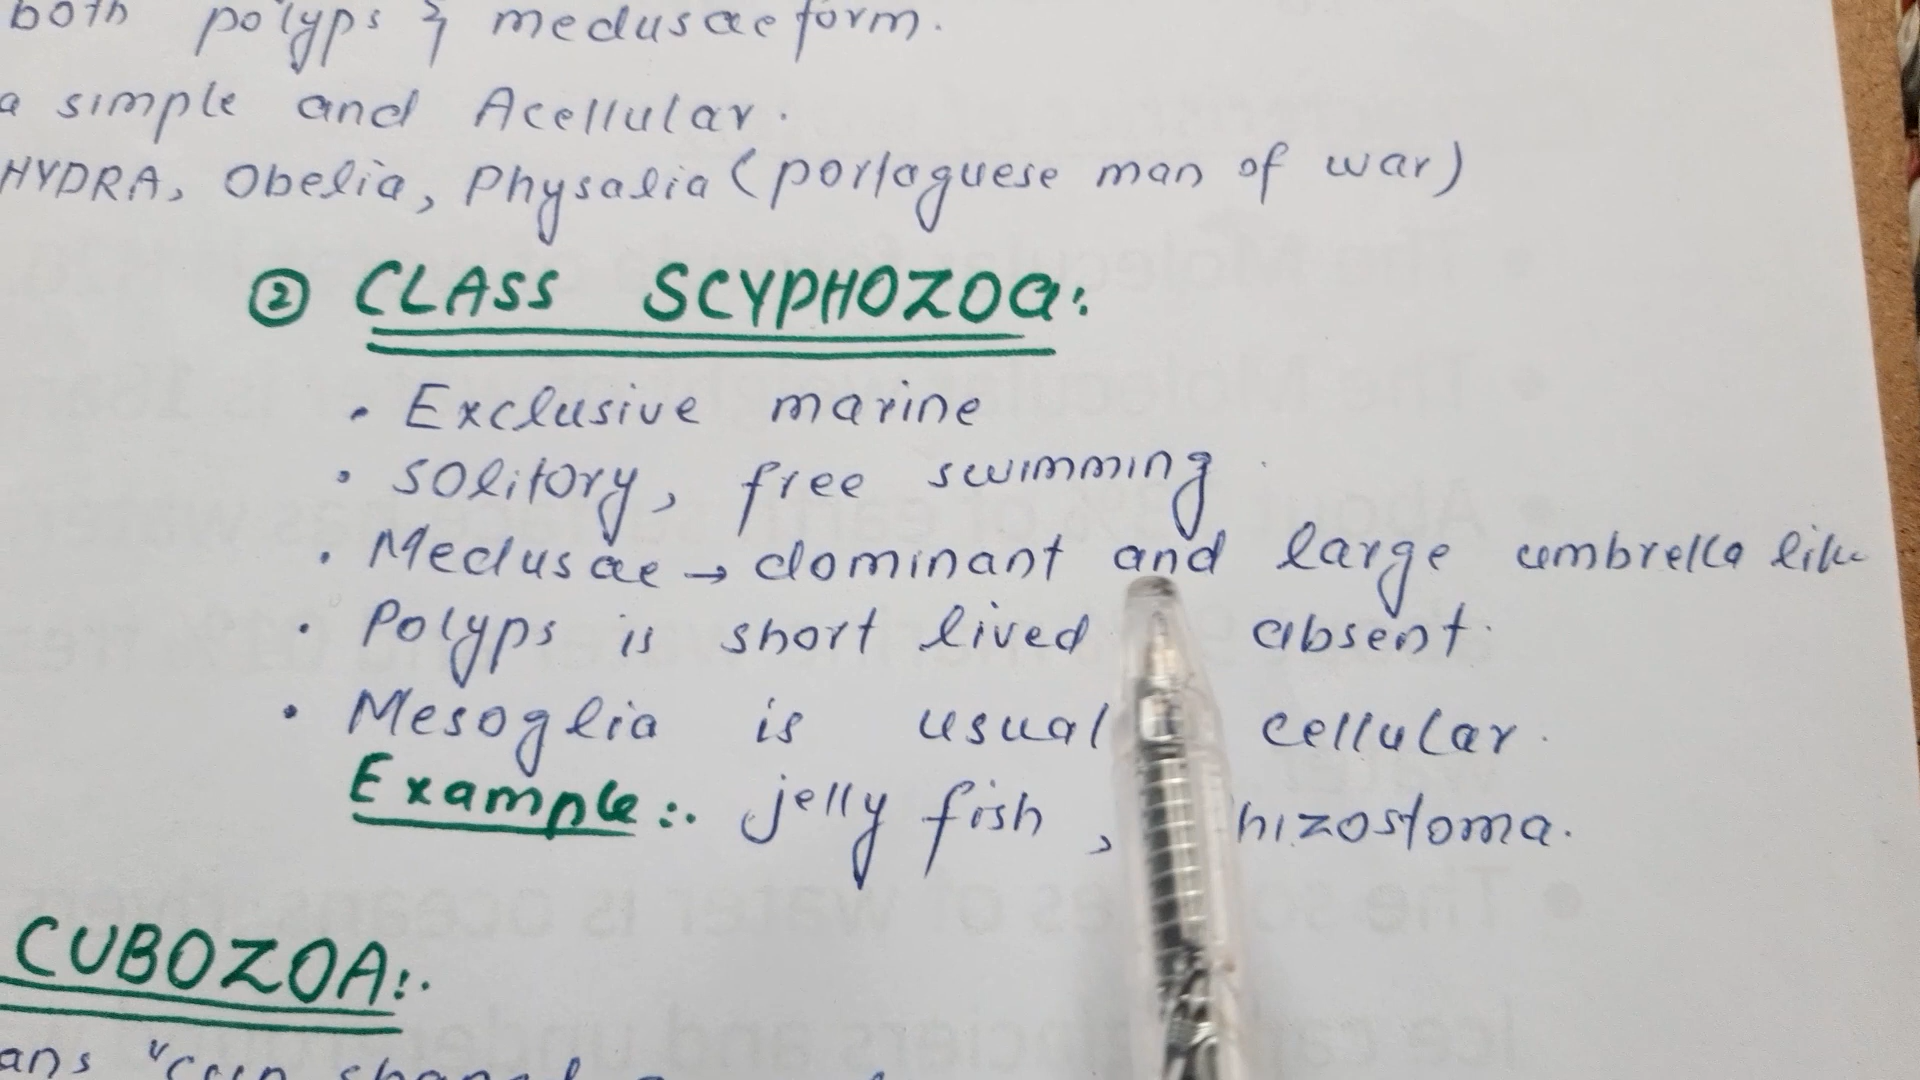 both polyps & medusae form.
a simple and Acellular.
HYDRA, Obelia, Physalia (portaguese man of war)
② CLASS SCYPHOZOa:
• Exclusive marine
• Solitory, free swimming
• Medusae → dominant and large umbrella like
• Polyps is short lived absent.
• Mesoglia is usual cellular.
Example:. jelly fish, hizostoma.
CUBOZOA:.